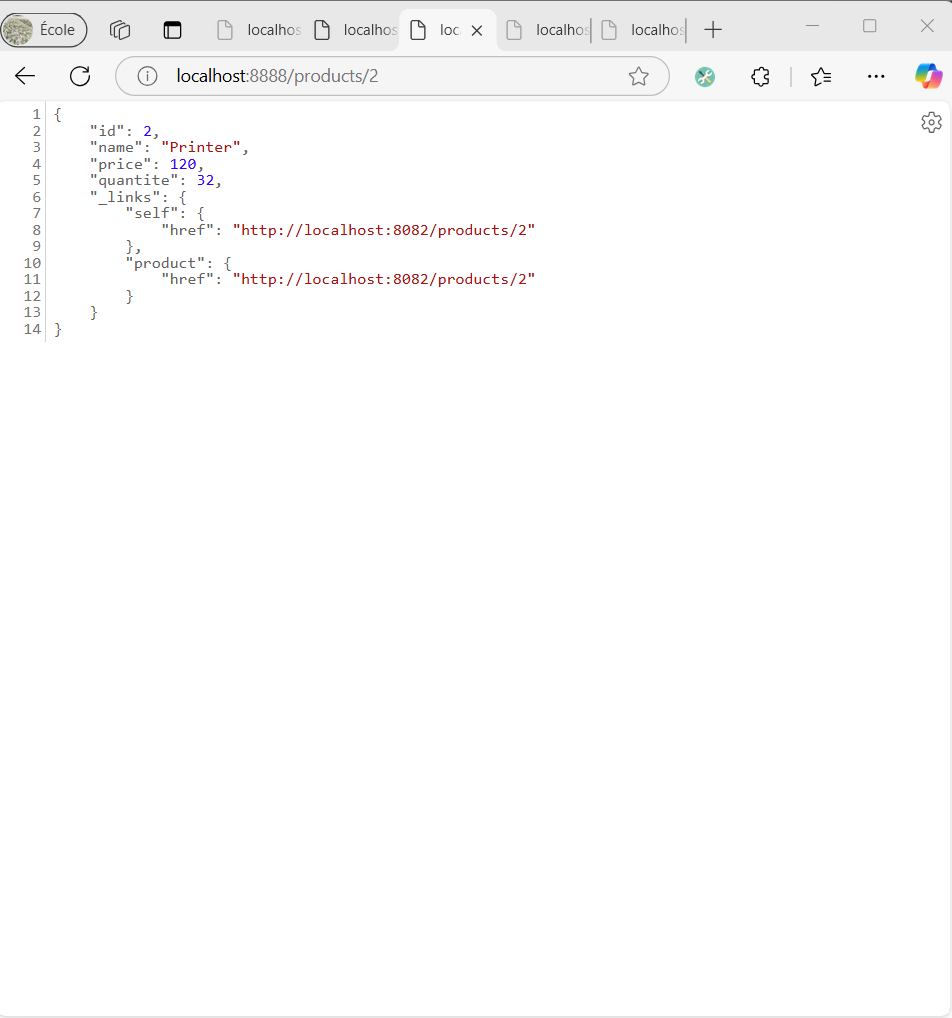 École
localhos
localhos
loc
localhos
localhos
localhost:8888/products/2
1 {
2 "id": 2,
3 "name": "Printer",
4 "price": 120,
5 "quantite": 32,
6 "_links": {
7 "self": {
8 "href": "http://localhost:8082/products/2"
9 },
10 "product": {
11 "href": "http://localhost:8082/products/2"
12 }
13 }
14 }